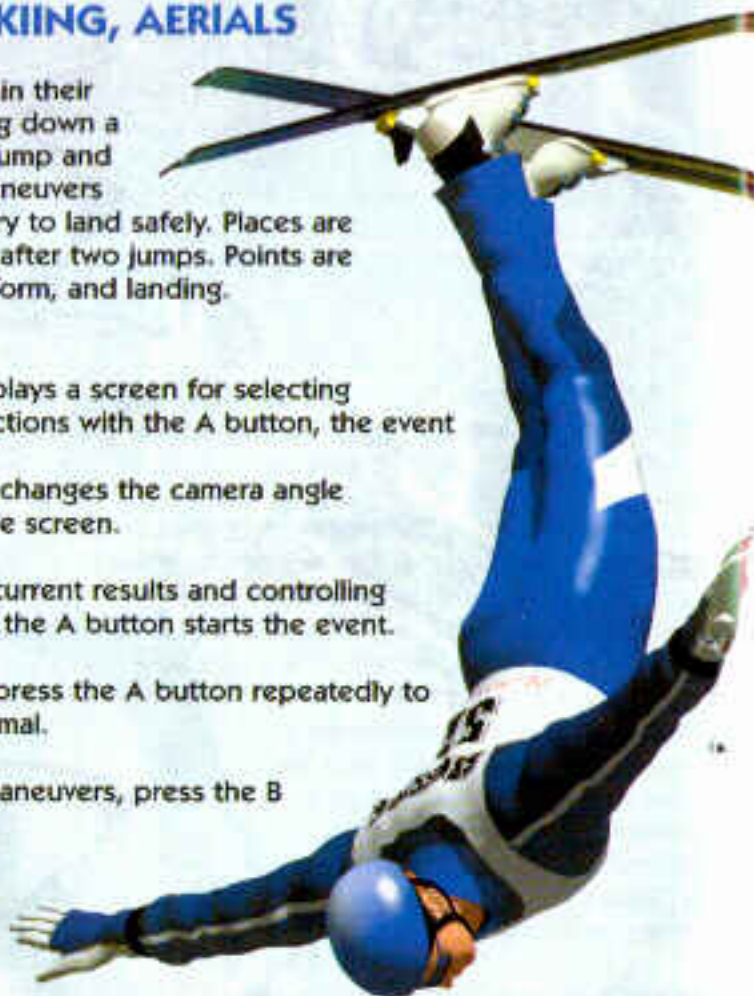 KIING, AERIALS
in their
g down a
ump and
neuvers
ry to land safely. Places are
after two jumps. Points are
orm, and landing.
plays a screen for selecting
ctions with the A button, the event
changes the camera angle
e screen.
current results and controlling
the A button starts the event.
press the A button repeatedly to
mal.
aneuvers, press the B